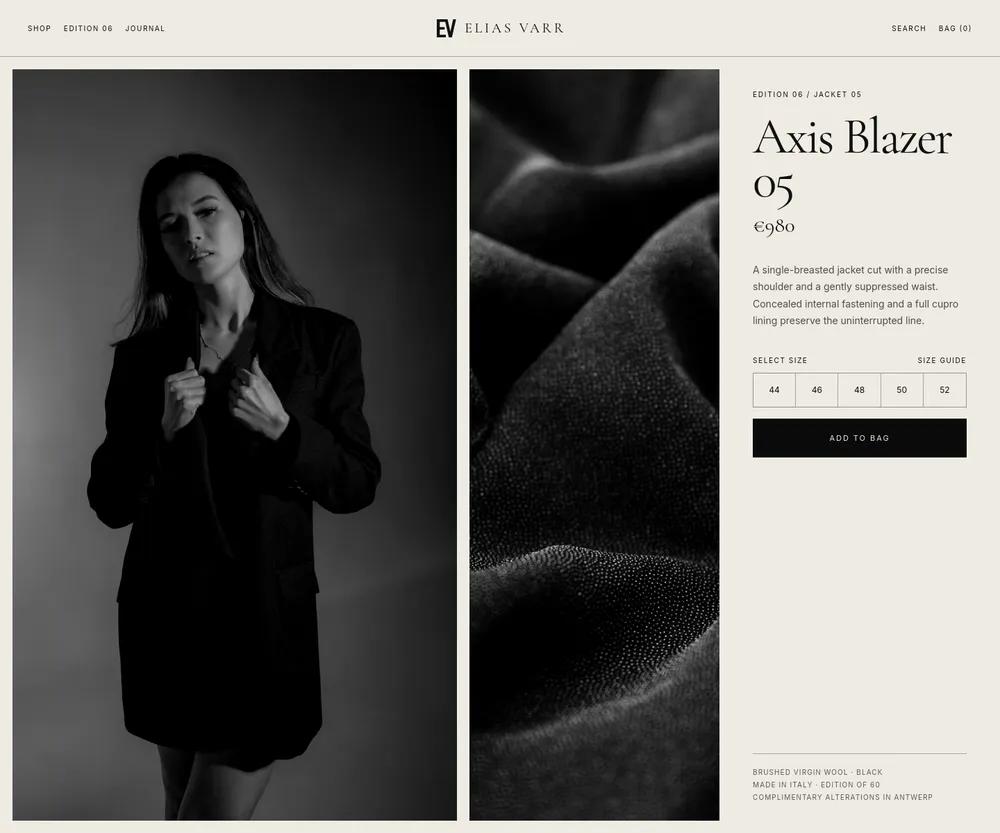 SHOP EDITION 06 JOURNAL
EV ELIAS VARR
SEARCH BAG (0)
EDITION 06 / JACKET 05
Axis Blazer
05
€980
A single-breasted jacket cut with a precise
shoulder and a gently suppressed waist.
Concealed internal fastening and a full cupro
lining preserve the uninterrupted line.
SELECT SIZE SIZE GUIDE
44 46 48 50 52
ADD TO BAG
BRUSHED VIRGIN WOOL · BLACK
MADE IN ITALY · EDITION OF 60
COMPLIMENTARY ALTERATIONS IN ANTWERP